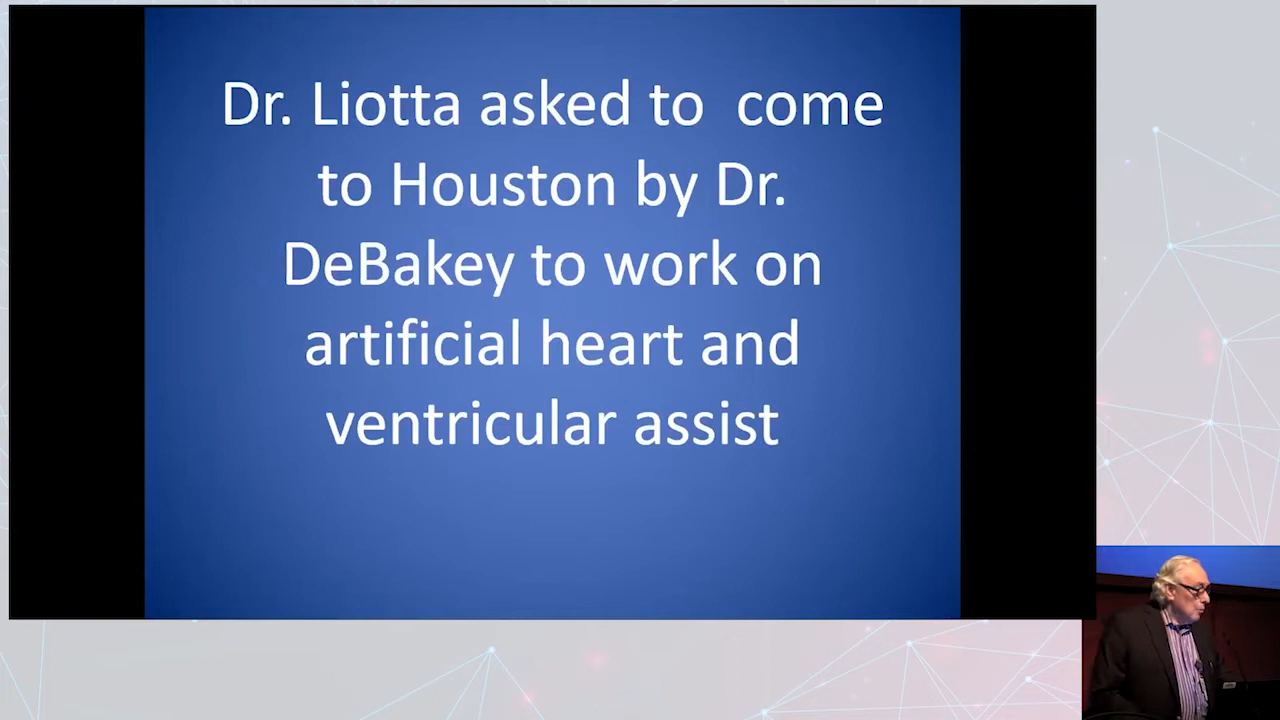 Dr. Liotta asked to  come
to Houston by Dr.
DeBakey to work on
artificial heart and
ventricular assist